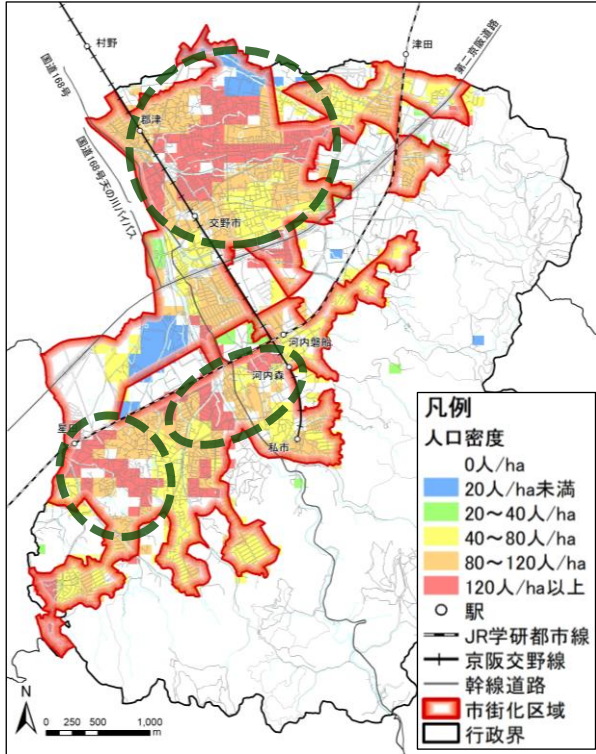 村野
津田
第二京阪道路
国道168号
郡津
国道168号天の川バイパス
交野市
河内磐船
河内森
星田
私市
凡例
人口密度
0人/ha
20人/ha未満
20～40人/ha
40～80人/ha
80～120人/ha
120人/ha以上
駅
JR学研都市線
京阪交野線
幹線道路
市街化区域
行政界
N
0 250 500 1,000
m